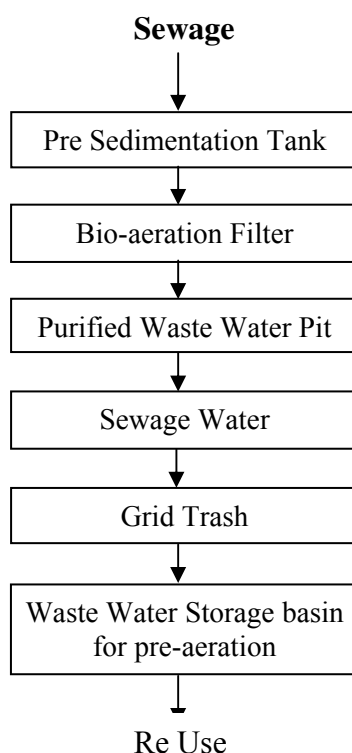 Sewage
Pre Sedimentation Tank
Bio-aeration Filter
Purified Waste Water Pit
Sewage Water
Grid Trash
Waste Water Storage basin
for pre-aeration
Re Use